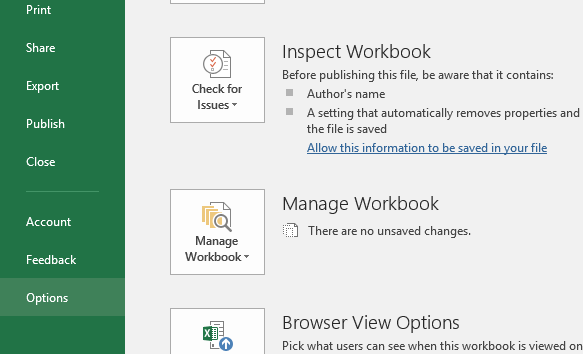 Print
Share
Export
Publish
Close
Account
Feedback
Options
Check for
Issues
Inspect Workbook
Before publishing this file, be aware that it contains:
Author's name
A setting that automatically removes properties and
the file is saved
Allow this information to be saved in your file
Manage
Workbook
Manage Workbook
There are no unsaved changes.
Browser View Options
Pick what users can see when this workbook is viewed on